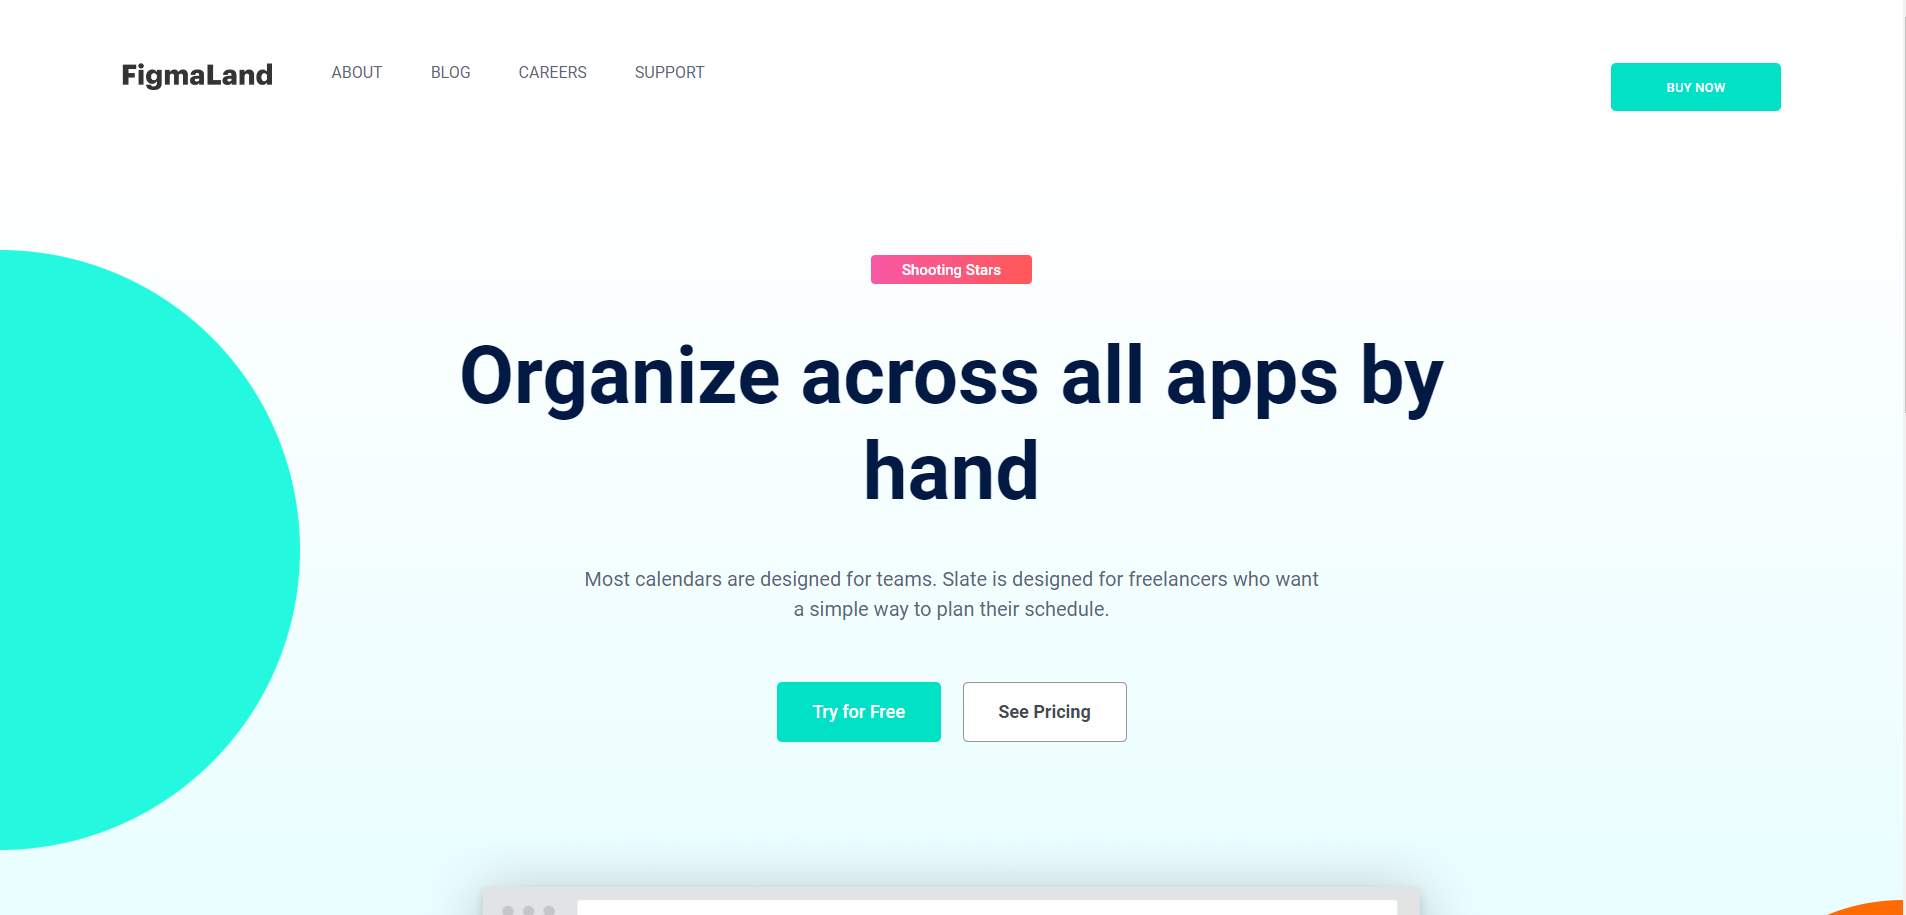 FigmaLand
ABOUT
BLOG
CAREERS
SUPPORT
BUY NOW
Shooting Stars
Organize across all apps by
hand
Most calendars are designed for teams. Slate is designed for freelancers who want
a simple way to plan their schedule.
Try for Free
See Pricing